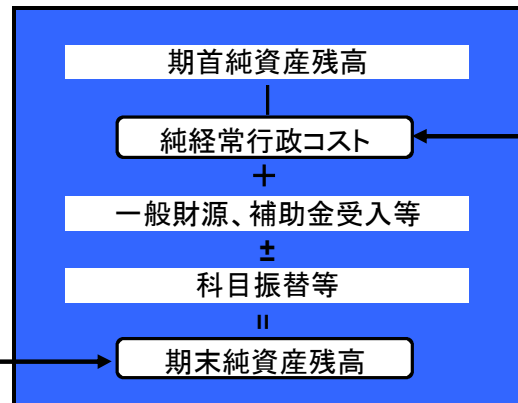 期首純資産残高
－
純経常行政コスト
＋
一般財源、補助金受入等
±
科目振替等
＝
期末純資産残高